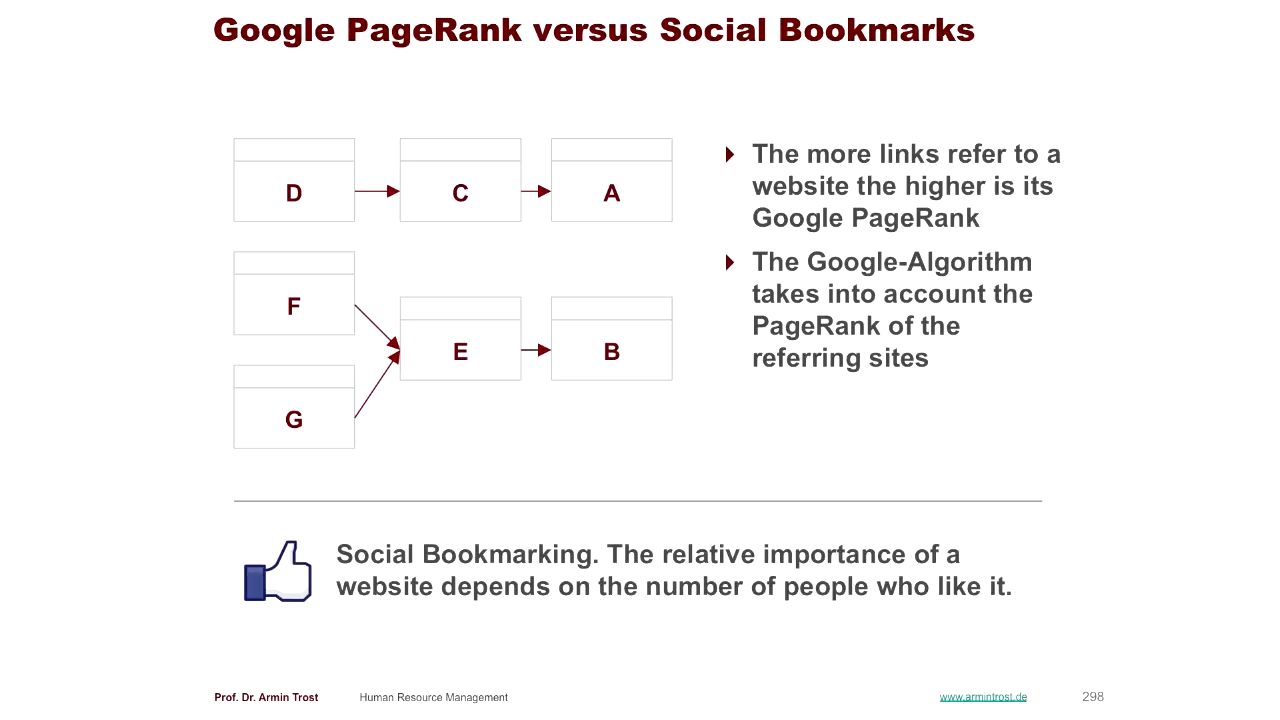 Google PageRank versus Social Bookmarks
D
C
A
F
E
B
G
The more links refer to a
website the higher is its
Google PageRank
The Google-Algorithm
takes into account the
PageRank of the
referring sites
Social Bookmarking. The relative importance of a
website depends on the number of people who like it.
Prof. Dr. Armin Trost Human Resource Management www.armintrost.de 298